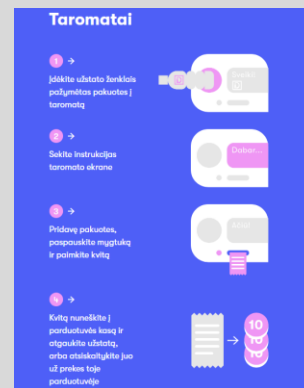 Taromatai
1 →
Įdėkite užstato ženklais
pažymėtas pakuotes į
taromatą
2 →
Sekite instrukcijas
taromato ekrane
Dabar...
3 →
Pridavę pakuotes,
paspauskite mygtuką
ir paimkite kvitą
4 →
Kvitą nuneškite į
parduotuvės kasą ir
atgaukite užstatą,
arba atsiskaitykite juo
už prekes toje
parduotuvėje
→
10
10